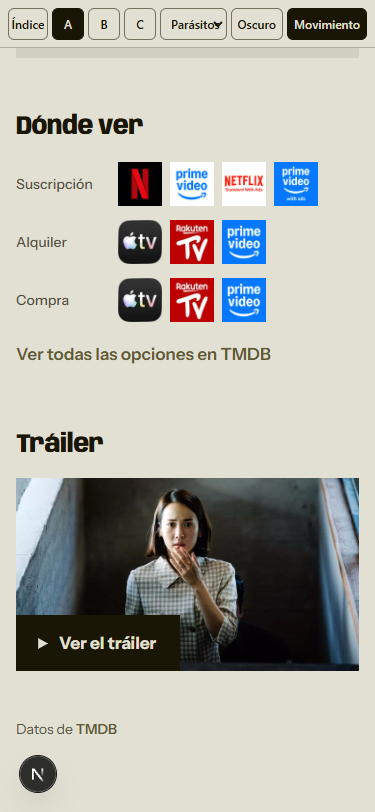 Índice A B C Parásitos Oscuro Movimiento
Dónde ver
Suscripción N prime video NETFLIX Standard With Ads prime video with ads
Alquiler tv Rakuten TV prime video
Compra tv Rakuten TV prime video
Ver todas las opciones en TMDB
Tráiler
Ver el tráiler
Datos de TMDB
N